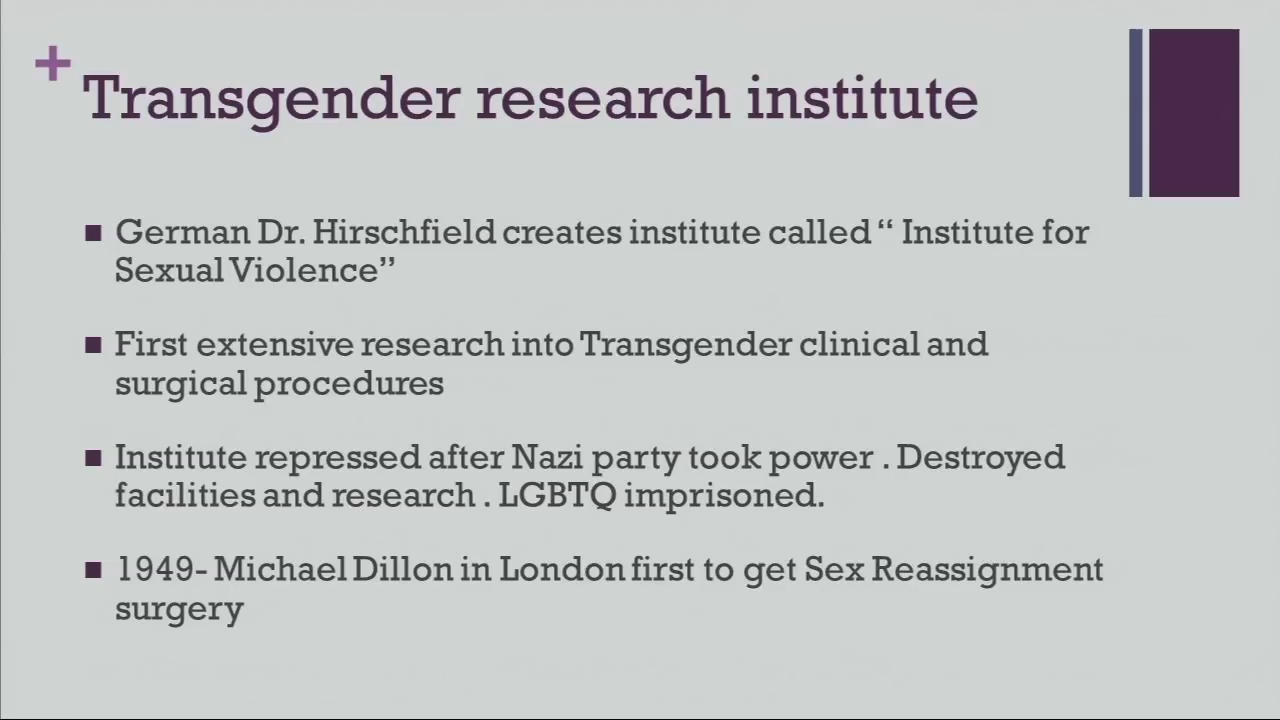 + Transgender research institute
■ German Dr. Hirschfield creates institute called “ Institute for
Sexual Violence”
■ First extensive research into Transgender clinical and
surgical procedures
■ Institute repressed after Nazi party took power . Destroyed
facilities and research . LGBTQ imprisoned.
■ 1949- Michael Dillon in London first to get Sex Reassignment
surgery